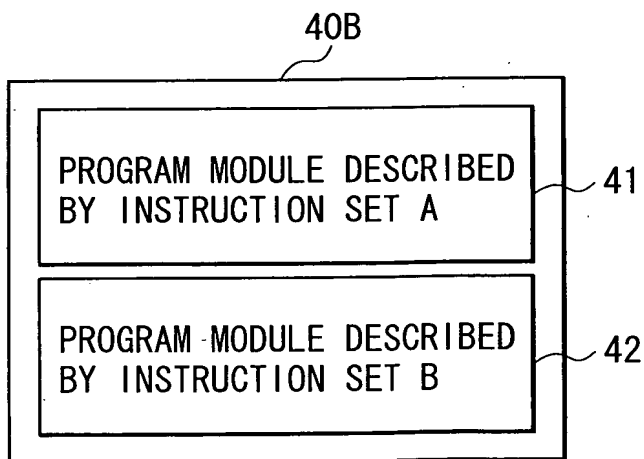 40B
PROGRAM MODULE DESCRIBED
BY INSTRUCTION SET A
41
PROGRAM MODULE DESCRIBED
BY INSTRUCTION SET B
42